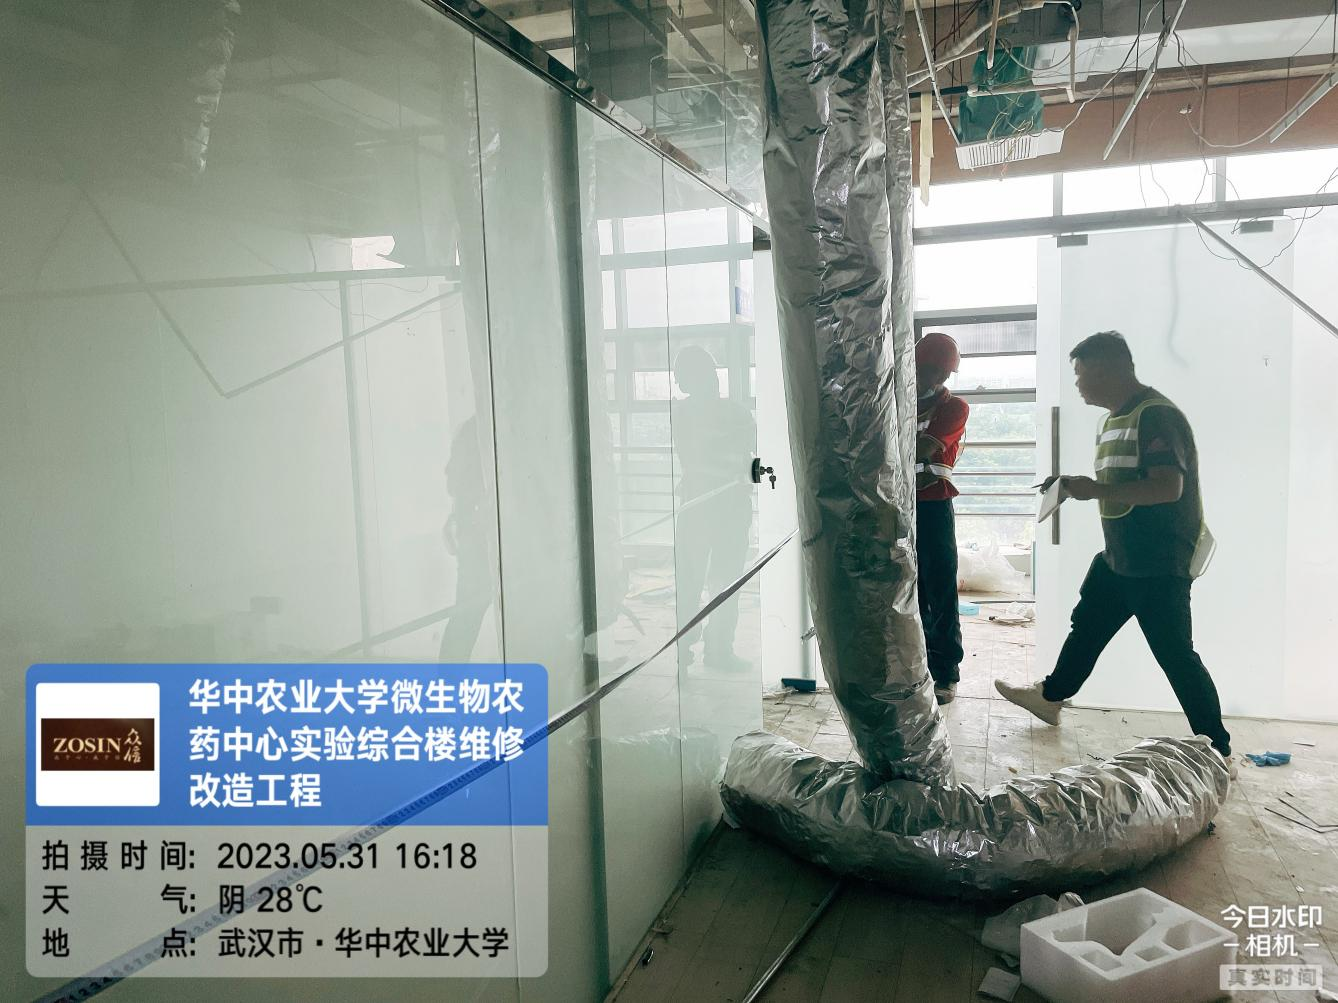 华中农业大学微生物农
药中心实验综合楼维修
改造工程
ZOSIN 众信
拍摄时间: 2023.05.31 16:18
天气: 阴 28℃
地点: 武汉市·华中农业大学
今日水印
-相机-
真实时间